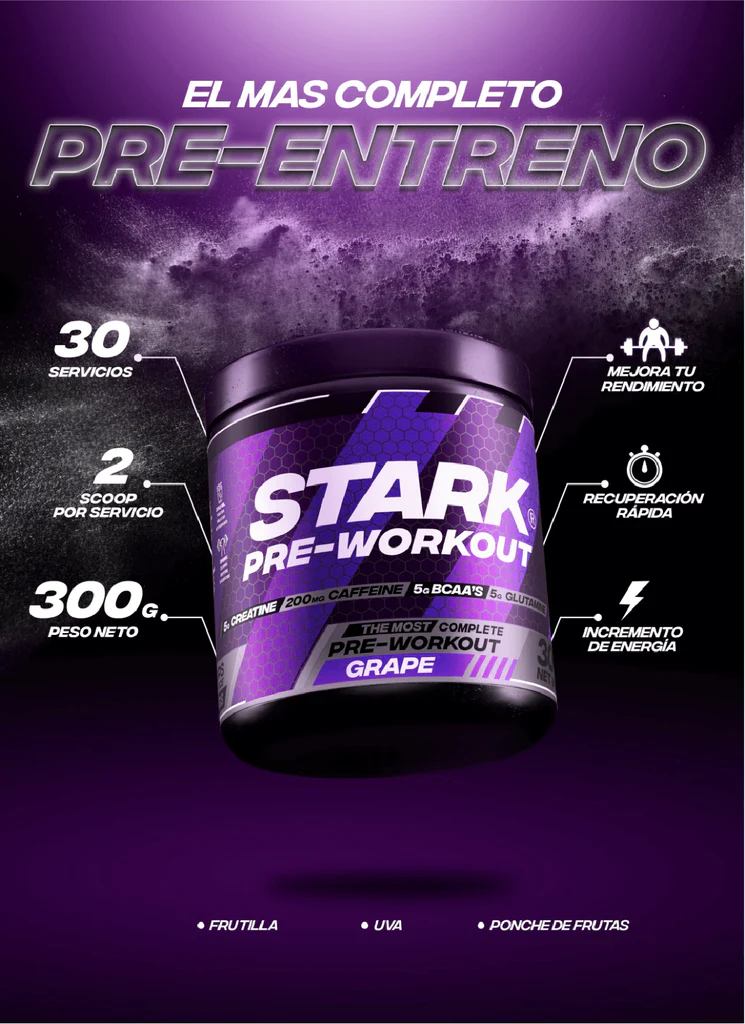 EL MAS COMPLETO
PRE-ENTRENO
30
SERVICIOS
2
SCOOP
POR SERVICIO
300G
PESO NETO
MEJORA TU
RENDIMIENTO
RECUPERACIÓN
RÁPIDA
INCREMENTO
DE ENERGÍA
STARK®
PRE-WORKOUT
5G CREATINE 200MG CAFFEINE 5G BCAA'S 5G GLUTAMINE
THE MOST COMPLETE
PRE-WORKOUT
GRAPE
• FRUTILLA • UVA • PONCHE DE FRUTAS